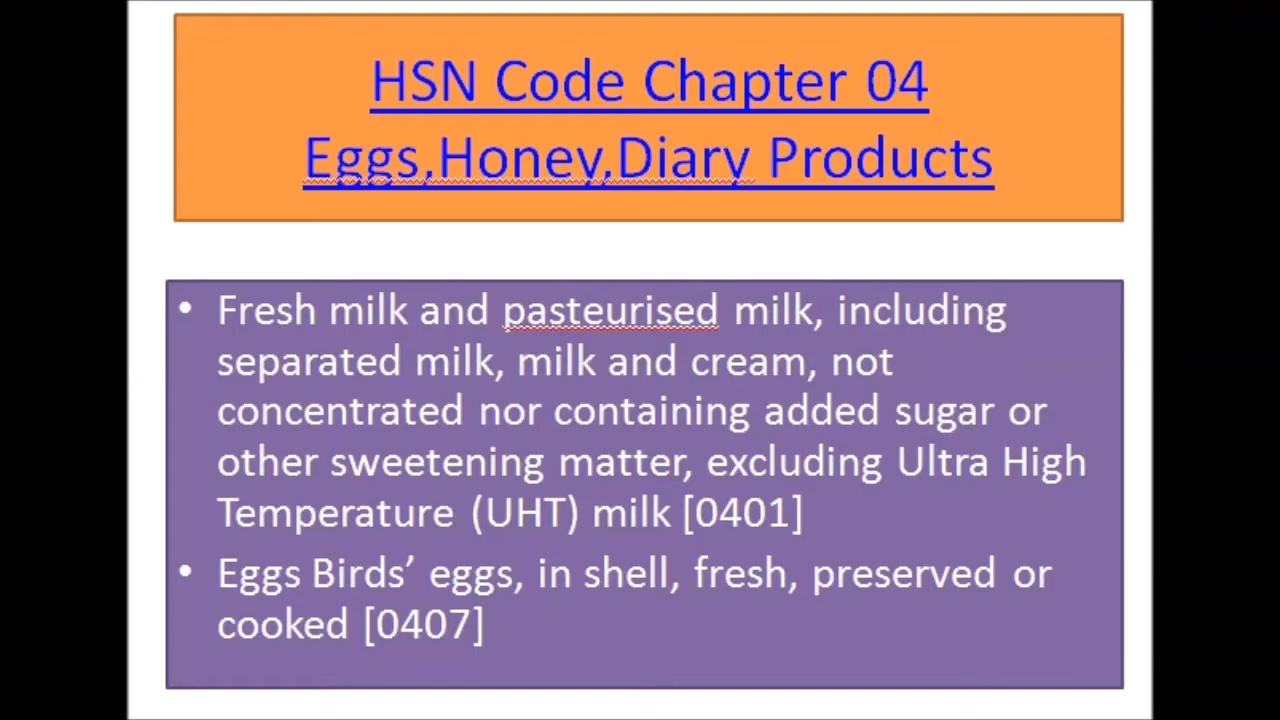 HSN Code Chapter 04
Eggs,Honey,Diary Products
• Fresh milk and pasteurised milk, including
separated milk, milk and cream, not
concentrated nor containing added sugar or
other sweetening matter, excluding Ultra High
Temperature (UHT) milk [0401]
• Eggs Birds’ eggs, in shell, fresh, preserved or
cooked [0407]